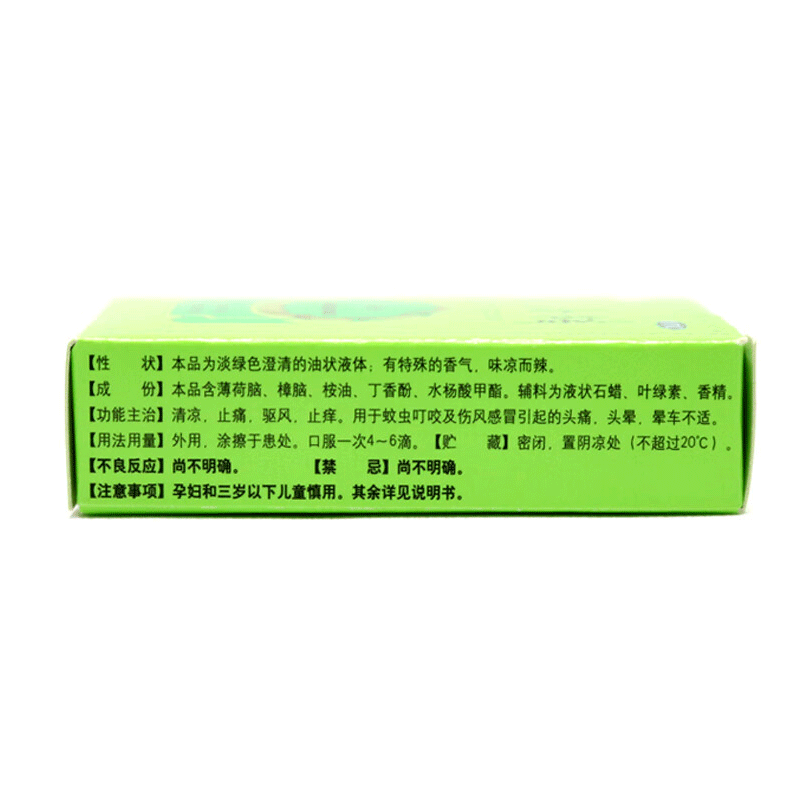 【性　　状】本品为淡绿色澄清的油状液体；有特殊的香气，味凉而辣。
【成　　份】本品含薄荷脑、樟脑、桉油、丁香酚、水杨酸甲酯。辅料为液状石蜡、叶绿素、香精。
【功能主治】清凉，止痛，驱风，止痒。用于蚊虫叮咬及伤风感冒引起的头痛，头晕，晕车不适。
【用法用量】外用，涂擦于患处。口服一次4～6滴。【贮　　藏】密闭，置阴凉处（不超过20℃）。
【不良反应】尚不明确。　　　　【禁　　忌】尚不明确。
【注意事项】孕妇和三岁以下儿童慎用。其余详见说明书。